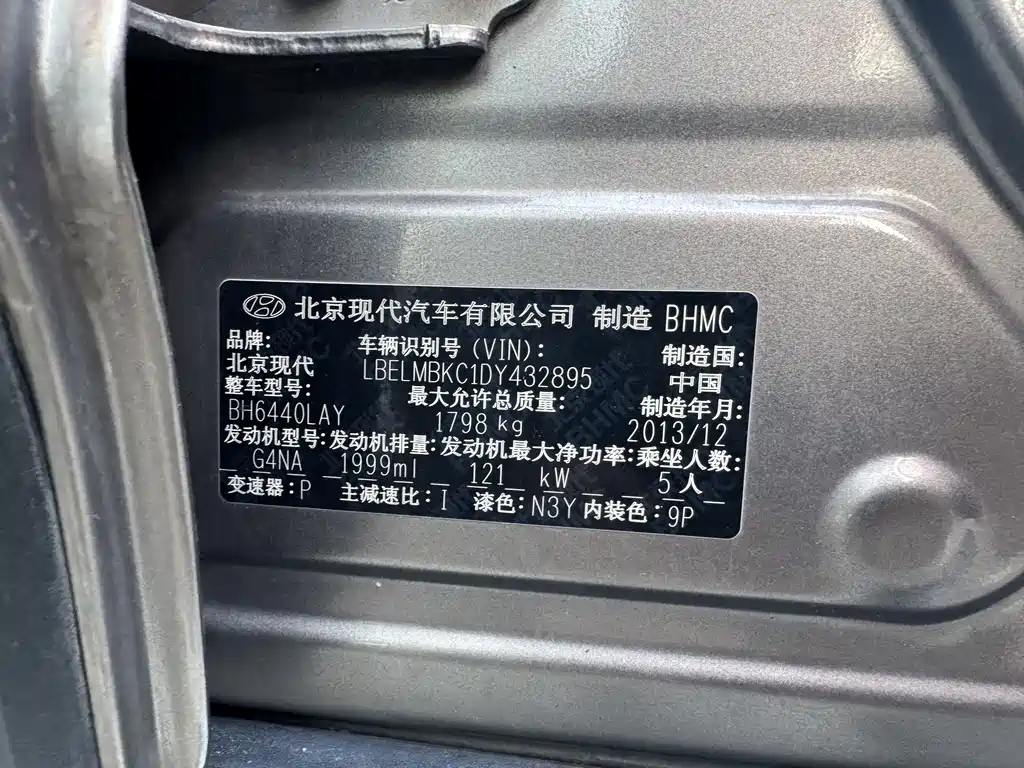 北京现代汽车有限公司 制造 BHMC
品牌: 车辆识别号 (VIN): 制造国:
北京现代 LBELMBKC1DY432895 中国
整车型号: 最大允许总质量: 制造年月:
BH6440LAY 1798 kg 2013/12
发动机型号: 发动机排量: 发动机最大净功率: 乘坐人数:
G4NA 1999ml 121 kW 5 人
变速器: P 主减速比: I 漆色: N3Y 内装色: 9P